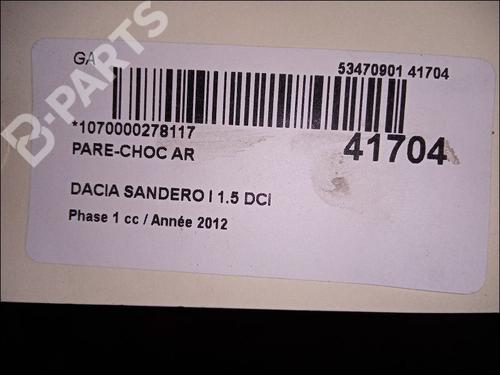 GA
53470901 41704
*1070000278117
41704
PARE-CHOC AR
DACIA SANDERO I 1.5 DCi
Phase 1 cc / Année 2012
B-PARTS